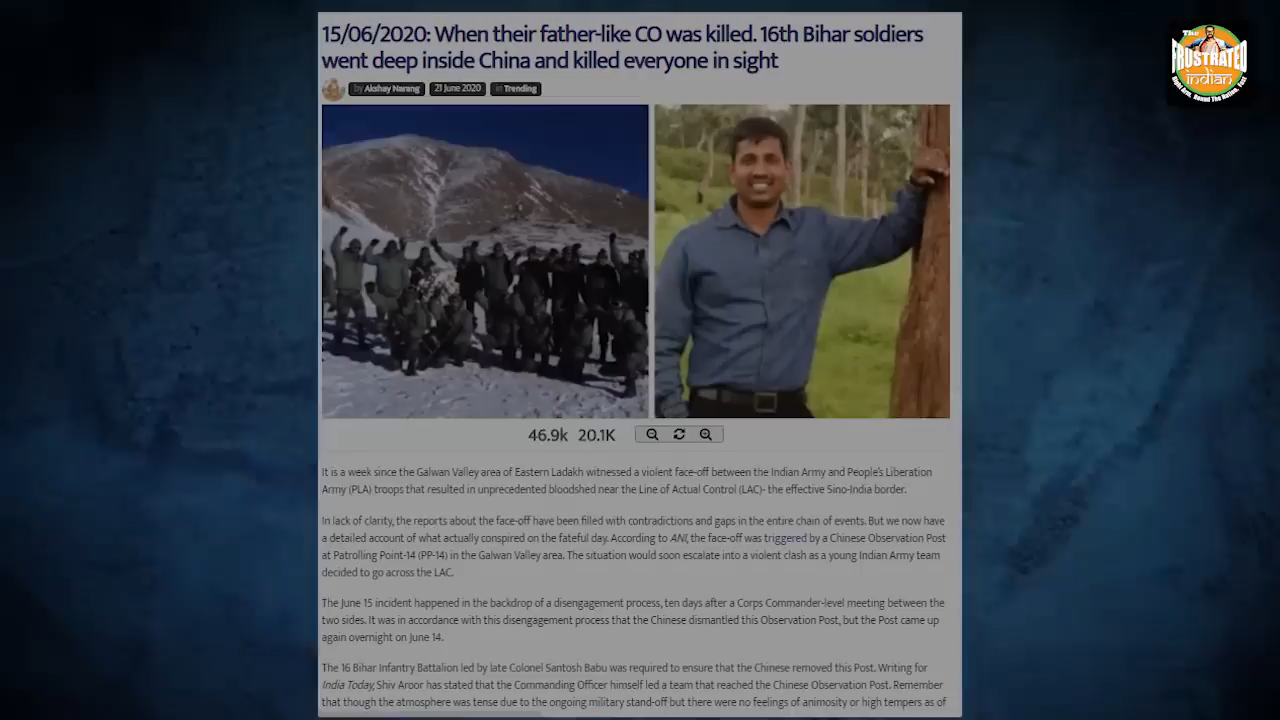 15/06/2020: When their father-like CO was killed. 16th Bihar soldiers
went deep inside China and killed everyone in sight
by Akshay Narang 21 June 2020 in Trending
The
FRUSTRATED
indian
46.9k 20.1K
It is a week since the Galwan Valley area of Eastern Ladakh witnessed a violent face-off between the Indian Army and People's Liberation
Army (PLA) troops that resulted in unprecedented bloodshed near the Line of Actual Control (LAC)- the effective Sino-India border.
In lack of clarity, the reports about the face-off have been filled with contradictions and gaps in the entire chain of events. But we now have
a detailed account of what actually conspired on the fateful day. According to ANI, the face-off was triggered by a Chinese Observation Post
at Patrolling Point-14 (PP-14) in the Galwan Valley area. The situation would soon escalate into a violent clash as a young Indian Army team
decided to go across the LAC.
The June 15 incident happened in the backdrop of a disengagement process, ten days after a Corps Commander-level meeting between the
two sides. It was in accordance with this disengagement process that the Chinese dismantled this Observation Post, but the Post came up
again overnight on June 14.
The 16 Bihar Infantry Battalion led by late Colonel Santosh Babu was required to ensure that the Chinese removed this Post. Writing for
India Today, Shiv Aroor has stated that the Commanding Officer himself led a team that reached the Chinese Observation Post. Remember
that though the atmosphere was tense due to the ongoing military stand-off but there were no feelings of animosity or high tempers as of